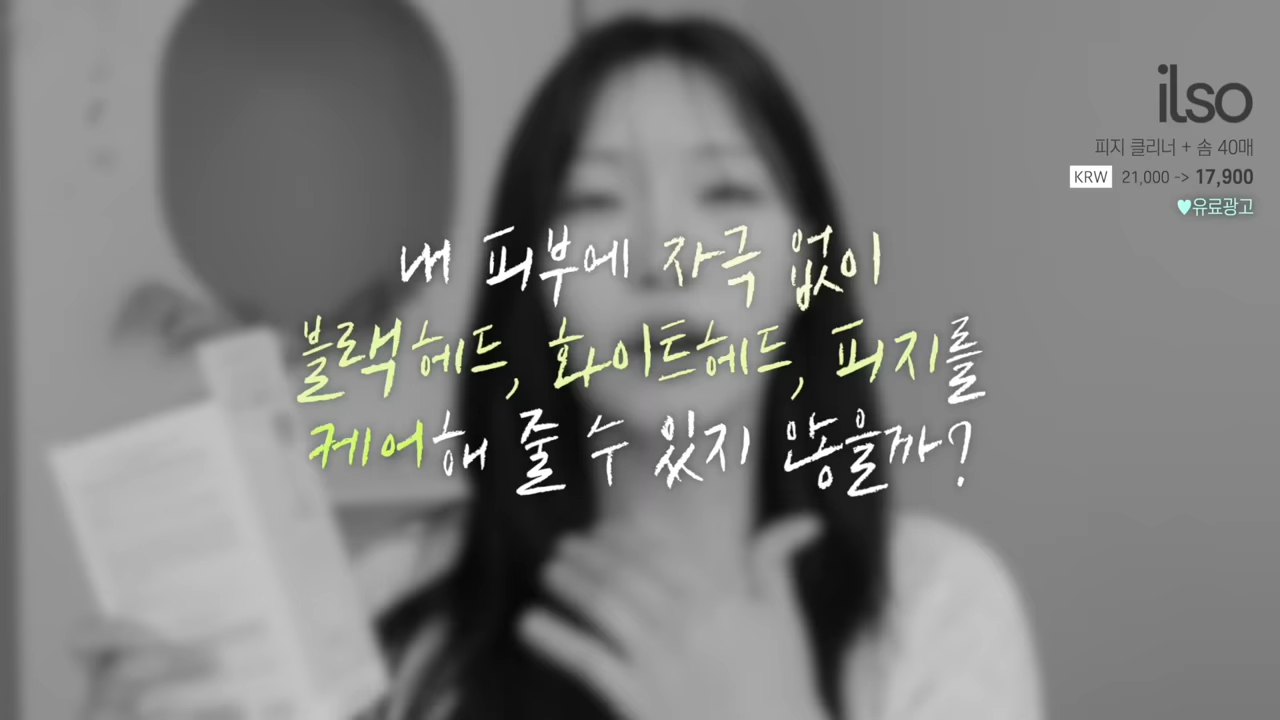 ilso
피지 클리너 + 솜 40매
KRW 21,000 -> 17,900
♥유료광고
내 피부에 자극 없이
블랙헤드, 화이트헤드, 피지를
케어해 줄 수 있지 않을까?